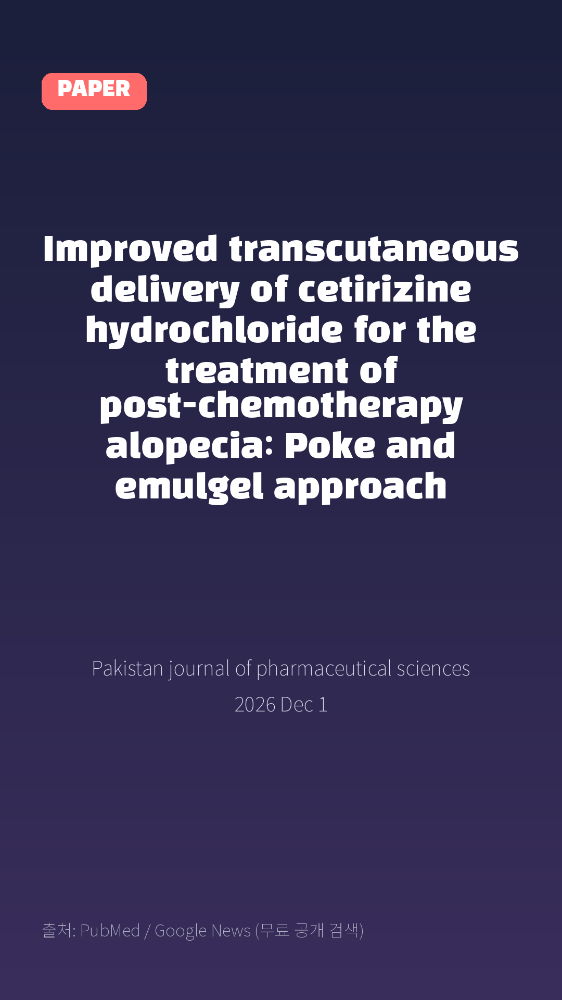 PAPER
Improved transcutaneous
delivery of cetirizine
hydrochloride for the
treatment of
post-chemotherapy
alopecia: Poke and
emulgel approach
Pakistan journal of pharmaceutical sciences
2026 Dec 1
출처: PubMed / Google News (무료 공개 검색)